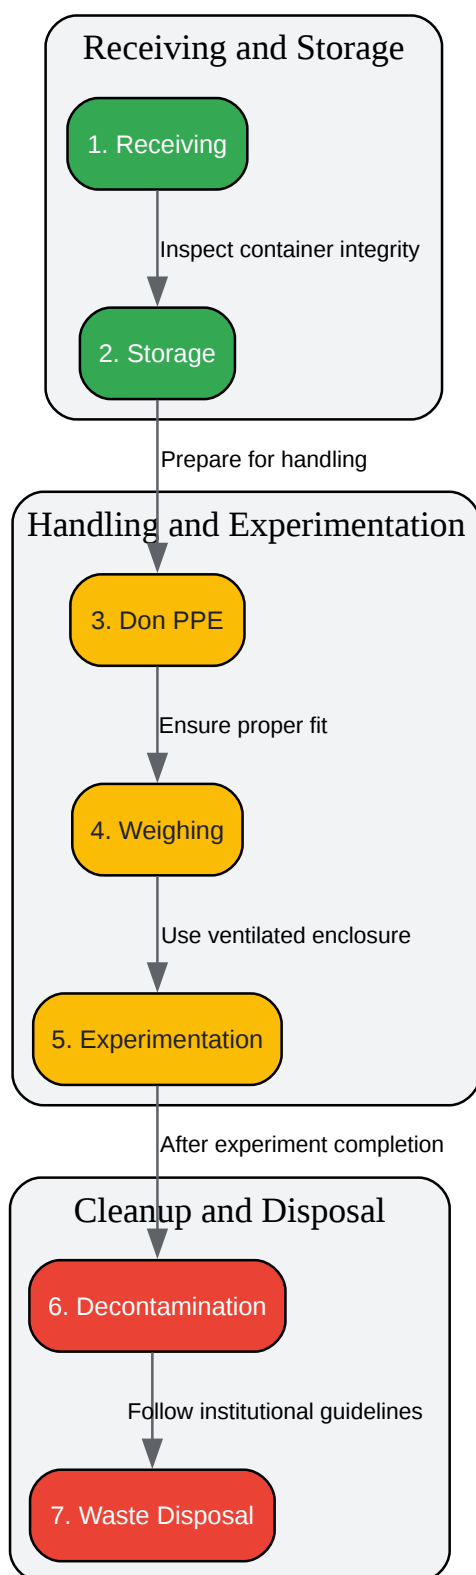 Receiving and Storage
1. Receiving
Inspect container integrity
2. Storage
Prepare for handling
Handling and Experimentation
3. Don PPE
Ensure proper fit
4. Weighing
Use ventilated enclosure
5. Experimentation
After experiment completion
Cleanup and Disposal
6. Decontamination
Follow institutional guidelines
7. Waste Disposal